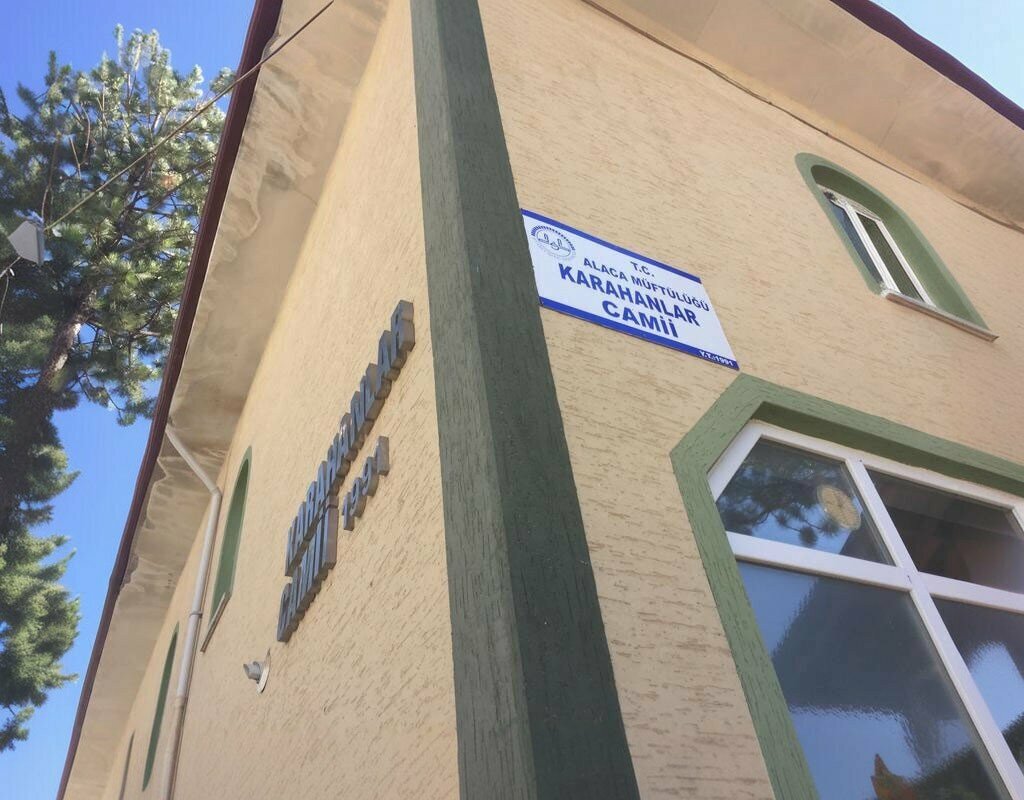 KARAHANLAR
CAMİİ 1991
T.C.
ALACA MÜFTÜLÜĞÜ
KARAHANLAR
CAMİİ
Y.T.:1991